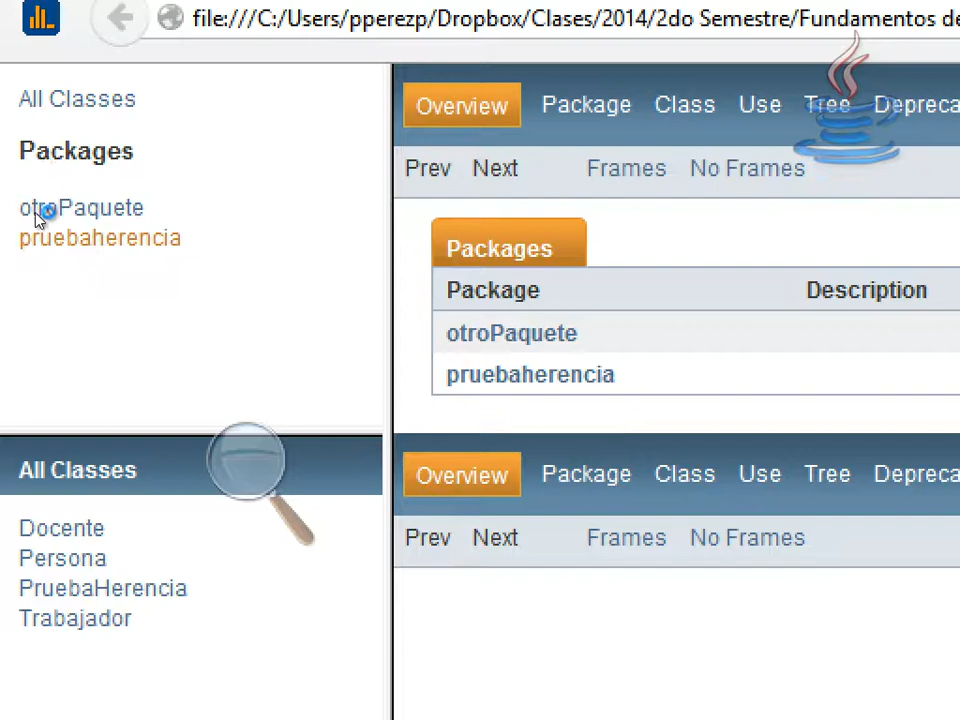 file:///C:/Users/pperezp/Dropbox/Clases/2014/2do Semestre/Fundamentos de
All Classes
Packages
otroPaquete
pruebaherencia
All Classes
Docente
Persona
PruebaHerencia
Trabajador
Overview Package Class Use Tree Depreca
Prev Next Frames No Frames
Packages
Package Description
otroPaquete
pruebaherencia
Overview Package Class Use Tree Depreca
Prev Next Frames No Frames